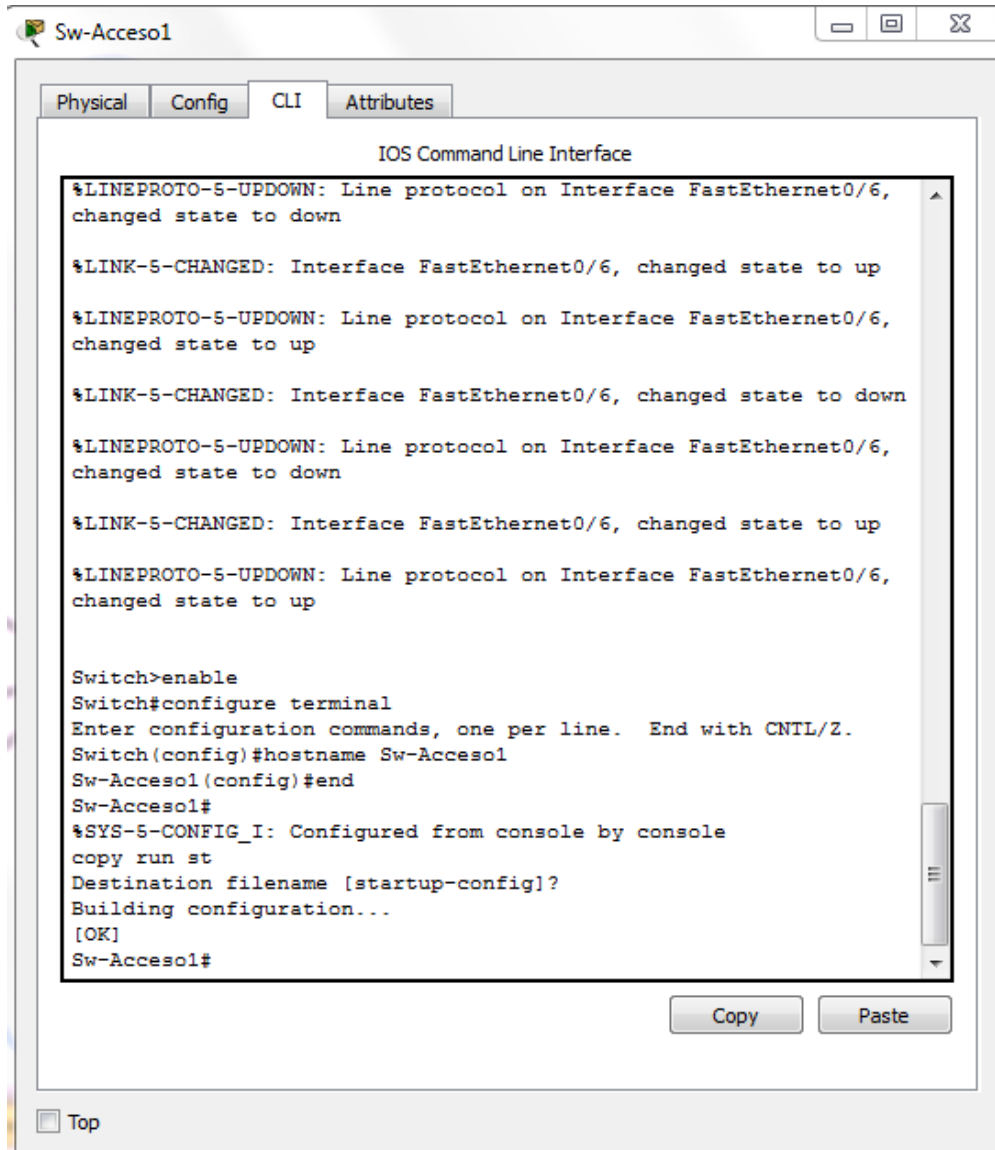 Sw-Acceso1
Physical Config CLI Attributes
IOS Command Line Interface
%LINEPROTO-5-UPDOWN: Line protocol on Interface FastEthernet0/6,
changed state to down
%LINK-5-CHANGED: Interface FastEthernet0/6, changed state to up
%LINEPROTO-5-UPDOWN: Line protocol on Interface FastEthernet0/6,
changed state to up
%LINK-5-CHANGED: Interface FastEthernet0/6, changed state to down
%LINEPROTO-5-UPDOWN: Line protocol on Interface FastEthernet0/6,
changed state to down
%LINK-5-CHANGED: Interface FastEthernet0/6, changed state to up
%LINEPROTO-5-UPDOWN: Line protocol on Interface FastEthernet0/6,
changed state to up
Switch>enable
Switch#configure terminal
Enter configuration commands, one per line.  End with CNTL/Z.
Switch(config)#hostname Sw-Acceso1
Sw-Acceso1(config)#end
Sw-Acceso1#
%SYS-5-CONFIG_I: Configured from console by console
copy run st
Destination filename [startup-config]?
Building configuration...
[OK]
Sw-Acceso1#
Copy Paste
Top